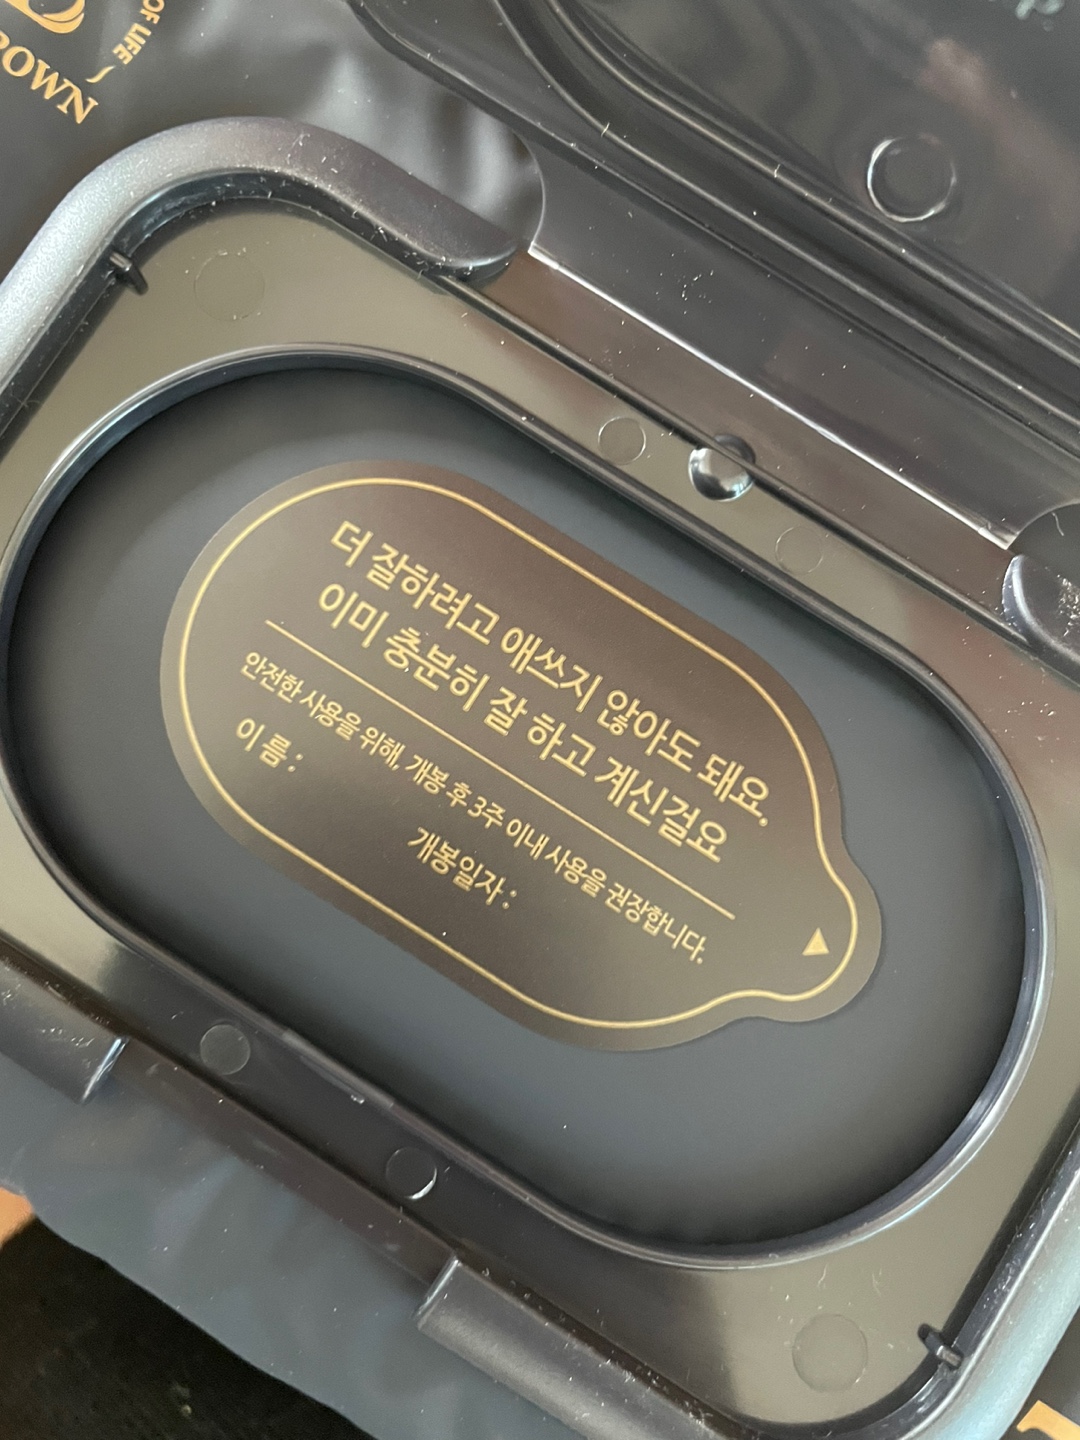 OF LIFE
더 잘하려고 애쓰지 않아도 돼요.
이미 충분히 잘 하고 계신걸요
안전한 사용을 위해, 개봉 후 3주 이내 사용을 권장합니다.
이 름 :
개봉일자 :